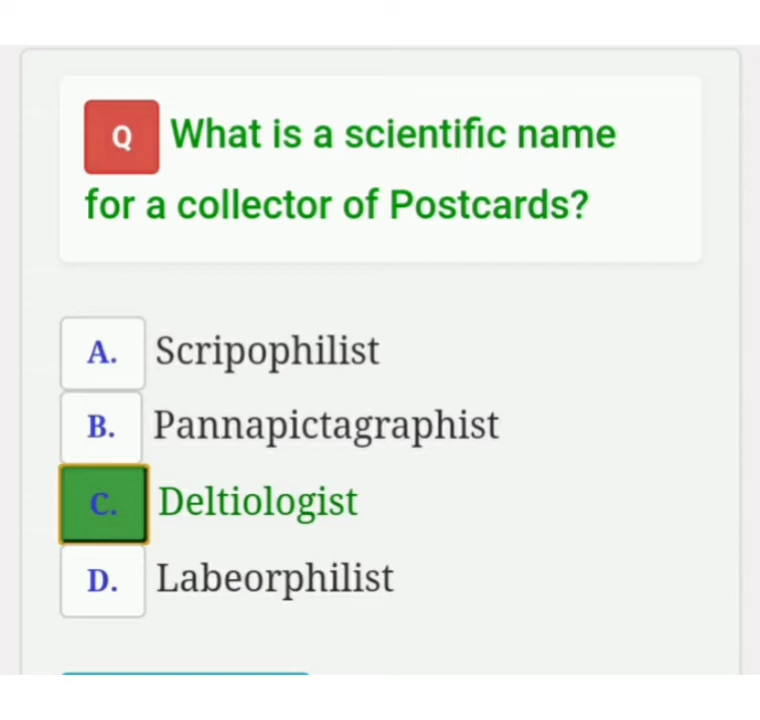 Q What is a scientific name
for a collector of Postcards?
A. Scripophilist
B. Pannapictagraphist
C. Deltiologist
D. Labeorphilist